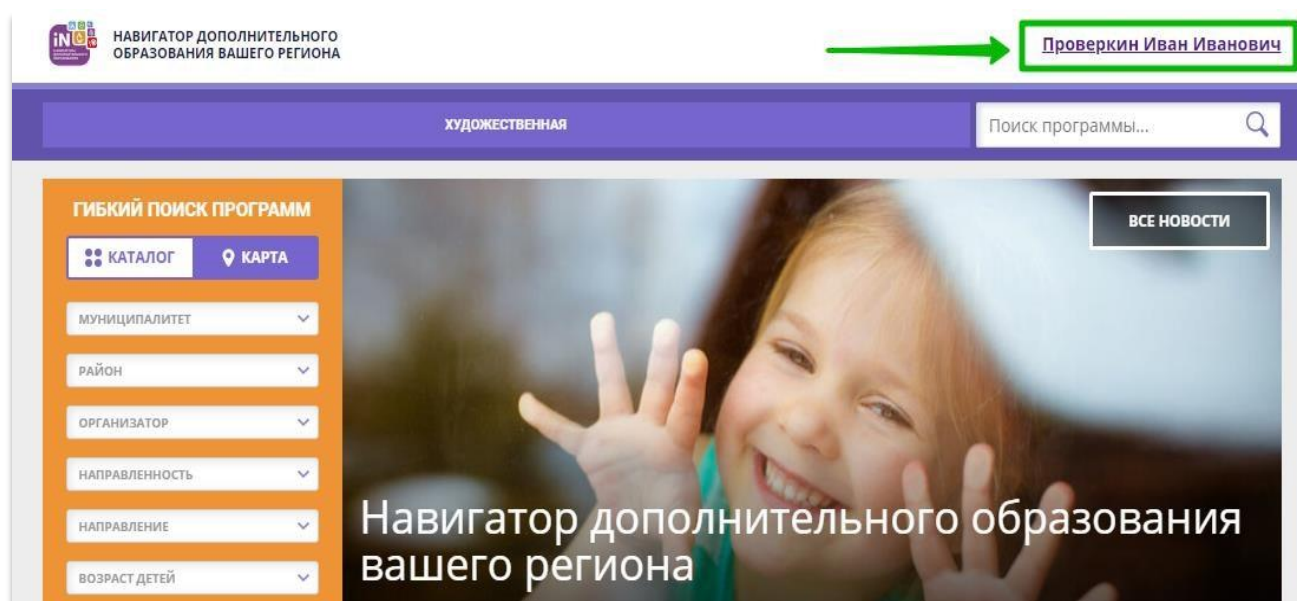 НАВИГАТОР ДОПОЛНИТЕЛЬНОГО
ОБРАЗОВАНИЯ ВАШЕГО РЕГИОНА
Проверкин Иван Иванович
ХУДОЖЕСТВЕННАЯ
Поиск программы...
ГИБКИЙ ПОИСК ПРОГРАММ
КАТАЛОГ
КАРТА
МУНИЦИПАЛИТЕТ
РАЙОН
ОРГАНИЗАТОР
НАПРАВЛЕННОСТЬ
НАПРАВЛЕНИЕ
ВОЗРАСТ ДЕТЕЙ
ВСЕ НОВОСТИ
Навигатор дополнительного образования
вашего региона